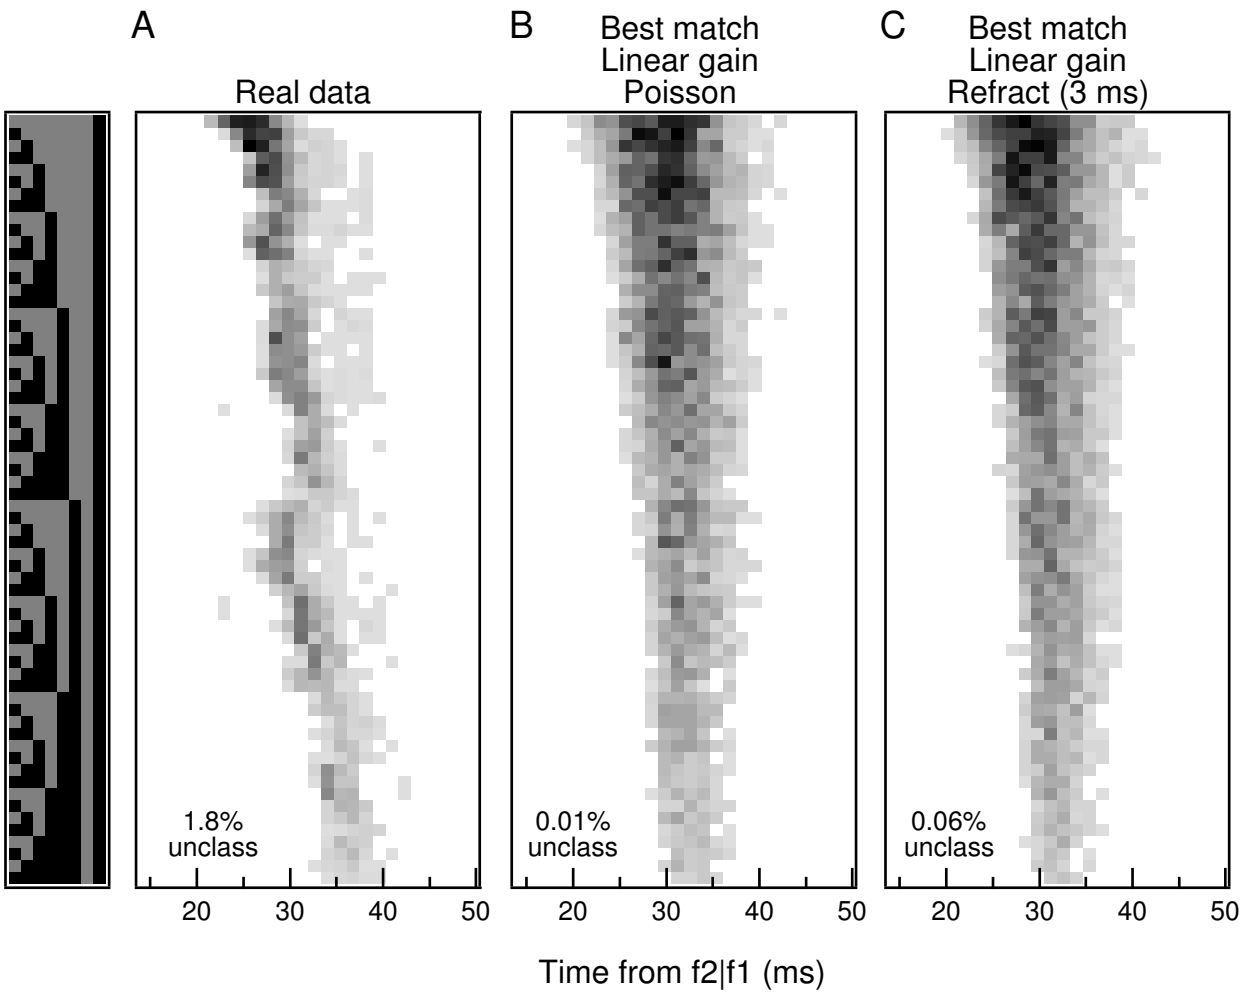 A
Real data
B
Best match
Linear gain
Poisson
C
Best match
Linear gain
Refract (3 ms)
1.8%
unclass
0.01%
unclass
0.06%
unclass
20 30 40 50
20 30 40 50
20 30 40 50
Time from f2|f1 (ms)